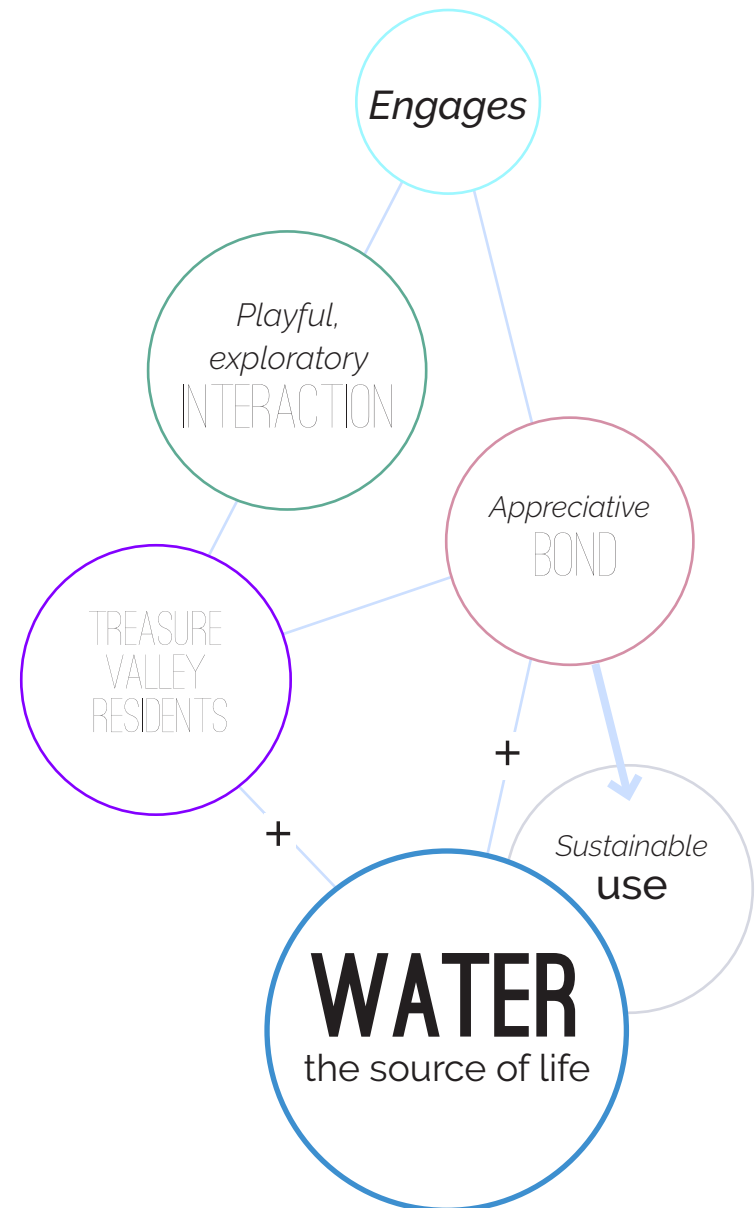 Engages
Playful,
exploratory
INTERACTION
Appreciative
BOND
TREASURE
VALLEY
RESIDENTS
+
+
Sustainable
use
WATER
the source of life